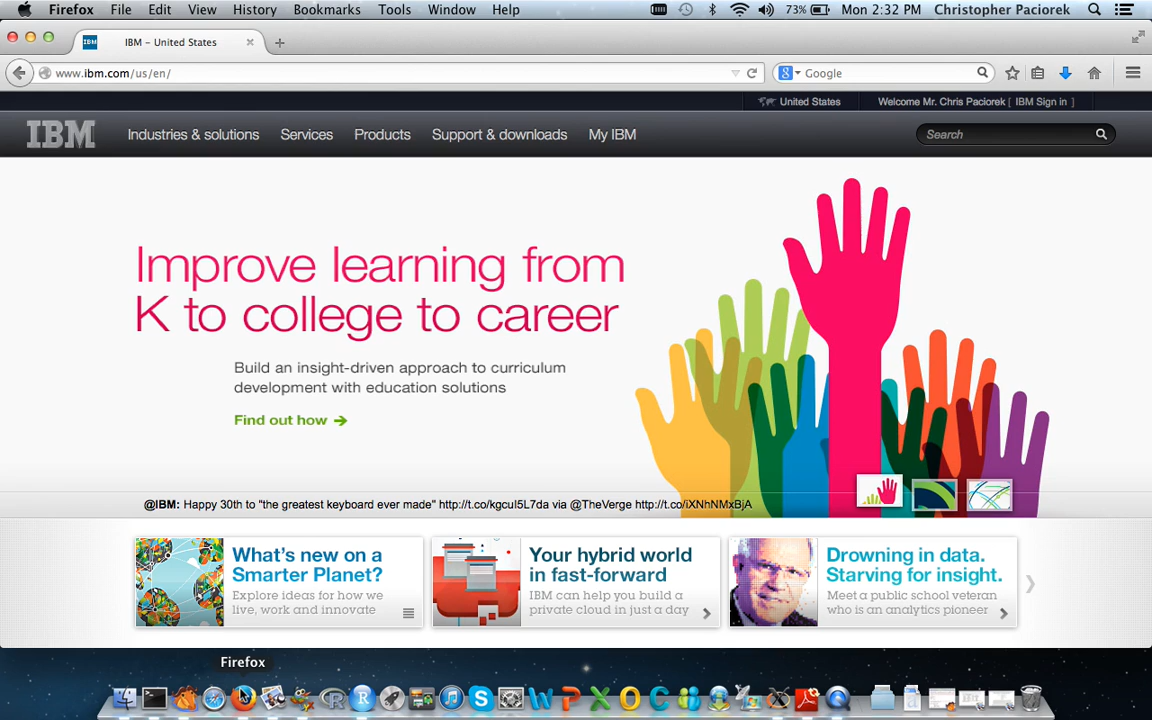 Firefox File Edit View History Bookmarks Tools Window Help 73% Mon 2:32 PM Christopher Paciorek
IBM – United States
www.ibm.com/us/en/ Google
United States Welcome Mr. Chris Paciorek [ IBM Sign in ]
IBM Industries & solutions Services Products Support & downloads My IBM Search
Improve learning from
K to college to career
Build an insight-driven approach to curriculum
development with education solutions
Find out how
@IBM: Happy 30th to "the greatest keyboard ever made" http://t.co/kgcul5L7da via @TheVerge http://t.co/iXNhNMxBjA
What's new on a
Smarter Planet?
Explore ideas for how we
live, work and innovate
Your hybrid world
in fast-forward
IBM can help you build a
private cloud in just a day
Drowning in data.
Starving for insight.
Meet a public school veteran
who is an analytics pioneer
Firefox